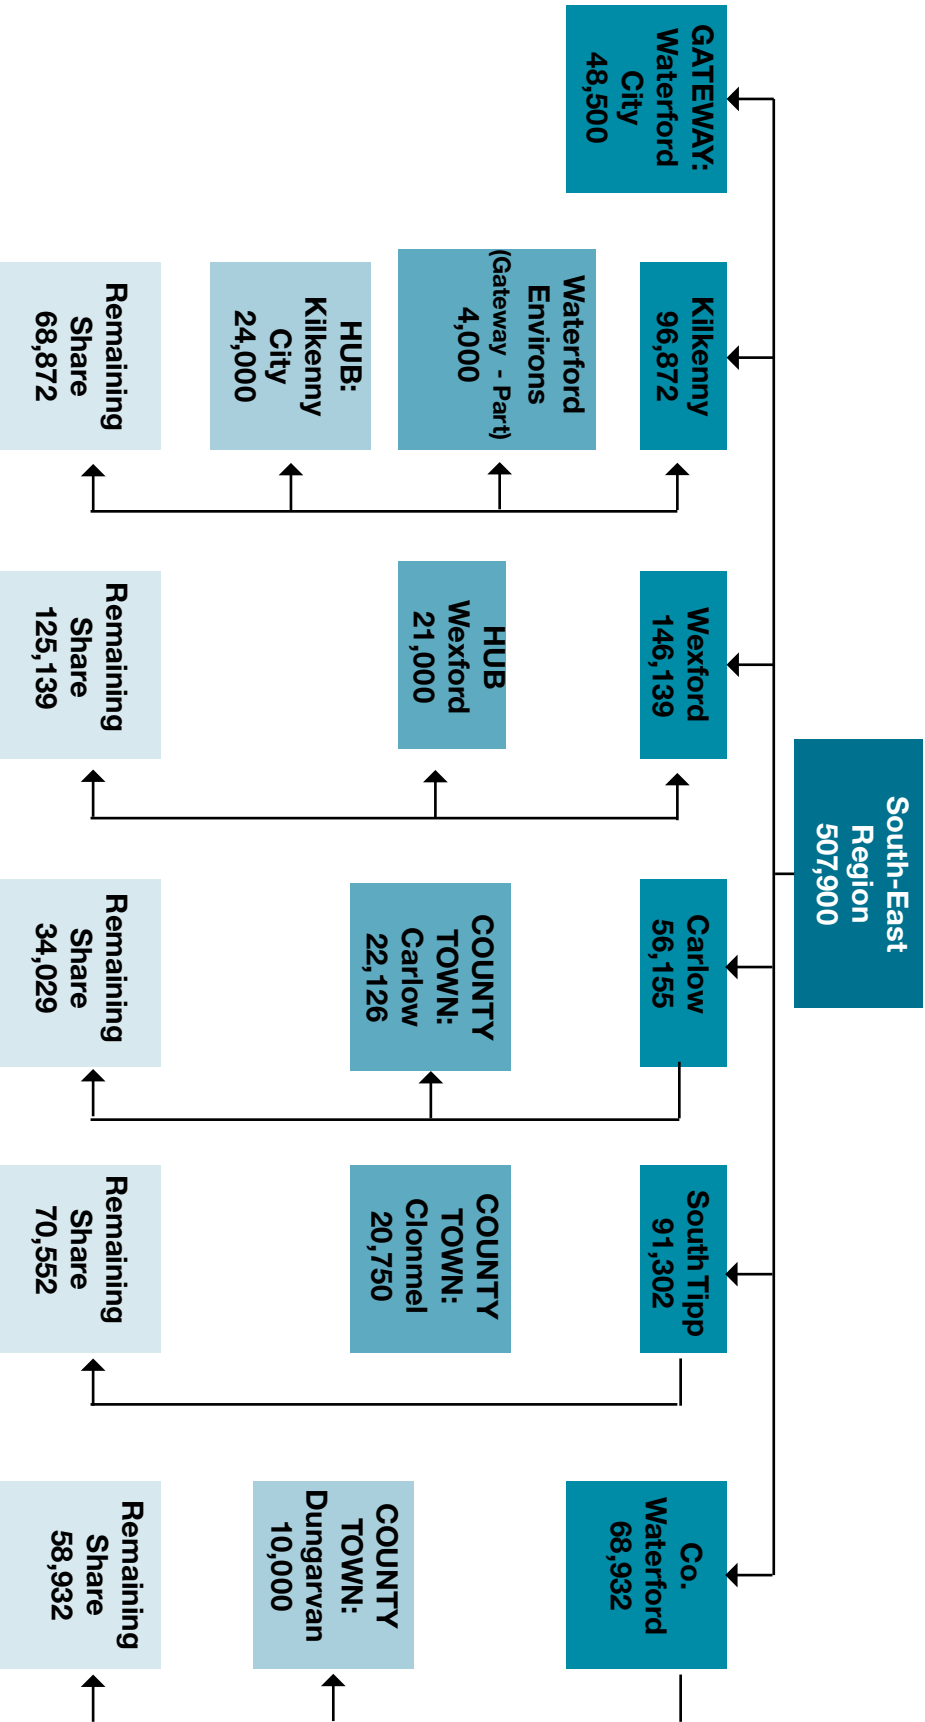 South-East
Region
507,900
GATEWAY:
Waterford
City
48,500
Kilkenny
96,872
Wexford
146,139
Carlow
56,155
South Tipp
91,302
Co.
Waterford
68,932
Waterford
Environs
(Gateway - Part)
4,000
HUB
Wexford
21,000
COUNTY
TOWN:
Carlow
22,126
COUNTY
TOWN:
Clonmel
20,750
COUNTY
TOWN:
Dungarvan
10,000
HUB:
Kilkenny
City
24,000
Remaining
Share
68,872
Remaining
Share
125,139
Remaining
Share
34,029
Remaining
Share
70,552
Remaining
Share
58,932